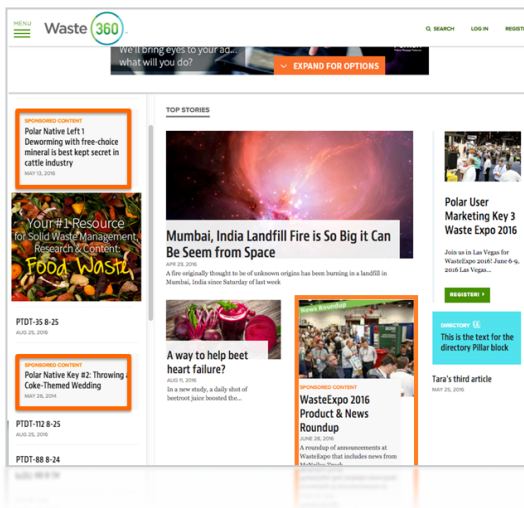 MENU
Waste 360
SEARCH LOG IN REGIST
We'll bring eyes to your ad...
what will you do?
EXPAND FOR OPTIONS
SPONSORED CONTENT
Polar Native Left 1
Deworming with free-choice
mineral is best kept secret in
cattle industry
MAY 13, 2016
Your #1 Resource
for Solid Waste Management,
Research & Content:
Food Waste
PTDT-35 8-25
AUG 25, 2016
SPONSORED CONTENT
Polar Native Key #2: Throwing a
Coke-Themed Wedding
MAY 26, 2014
PTDT-112 8-25
AUG 25, 2016
PTDT-88 8-24
TOP STORIES
Mumbai, India Landfill Fire is So Big it Can
Be Seem from Space
APR 29, 2016
A fire originally thought to be of unknown origins has been burning in a landfill in
Mumbai, India since Saturday of last week
A way to help beet
heart failure?
AUG 11, 2016
In a new study, a daily shot of
beetroot juice boosted the...
News Roundup
SPONSORED CONTENT
WasteExpo 2016
Product & News
Roundup
JUNE 28, 2016
A roundup of announcements at
WasteExpo that includes news from
Polar User
Marketing Key 3
Waste Expo 2016
Join us in Las Vegas for
WasteExpo 2016! June 6-9,
2016 Las Vegas...
REGISTER!
DIRECTORY
This is the text for the
directory Pillar block
Tara's third article
MAY 25, 2016